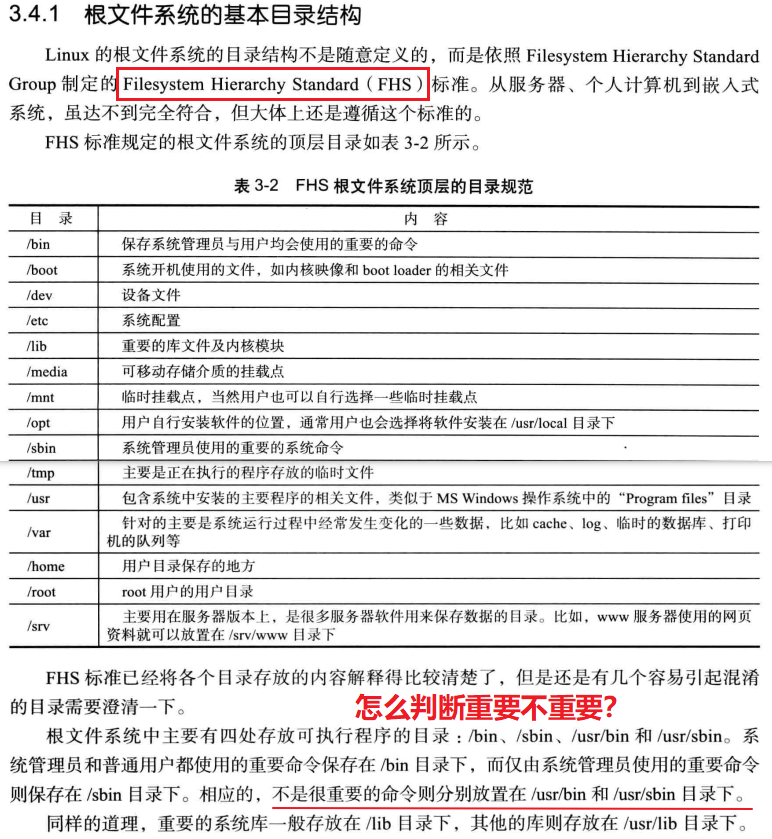 3.4.1 根文件系统的基本目录结构
Linux 的根文件系统的目录结构不是随意定义的，而是依照 Filesystem Hierarchy Standard
Group 制定的 Filesystem Hierarchy Standard（FHS）标准。从服务器、个人计算机到嵌入式
系统，虽达不到完全符合，但大体上还是遵循这个标准的。
FHS 标准规定的根文件系统的顶层目录如表 3-2 所示。
表 3-2 FHS 根文件系统顶层的目录规范
目 录 内 容
/bin 保存系统管理员与用户均会使用的重要的命令
/boot 系统开机使用的文件，如内核映像和 boot loader 的相关文件
/dev 设备文件
/etc 系统配置
/lib 重要的库文件及内核模块
/media 可移动存储介质的挂载点
/mnt 临时挂载点，当然用户也可以自行选择一些临时挂载点
/opt 用户自行安装软件的位置，通常用户也会选择将软件安装在 /usr/local 目录下
/sbin 系统管理员使用的重要的系统命令
/tmp 主要是正在执行的程序存放的临时文件
/usr 包含系统中安装的主要程序的相关文件，类似于 MS Windows 操作系统中的“Program files”目录
/var 针对的主要是系统运行过程中经常发生变化的一些数据，比如 cache、log、临时的数据库、打印
机的队列等
/home 用户目录保存的地方
/root root 用户的用户目录
/srv 主要用在服务器版本上，是很多服务器软件用来保存数据的目录。比如，www 服务器使用的网页
资料就可以放置在 /srv/www 目录下
FHS 标准已经将各个目录存放的内容解释得比较清楚了，但是还是有几个容易引起混淆
的目录需要澄清一下。
怎么判断重要不重要？
根文件系统中主要有四处存放可执行程序的目录：/bin、/sbin、/usr/bin 和 /usr/sbin。系
统管理员和普通用户都使用的重要命令保存在 /bin 目录下，而仅由系统管理员使用的重要命令
则保存在 /sbin 目录下。相应的，不是很重要的命令则分别放置在 /usr/bin 和 /usr/sbin 目录下。
同样的道理，重要的系统库一般存放在 /lib 目录下，其他的库则存放在 /usr/lib 目录下。